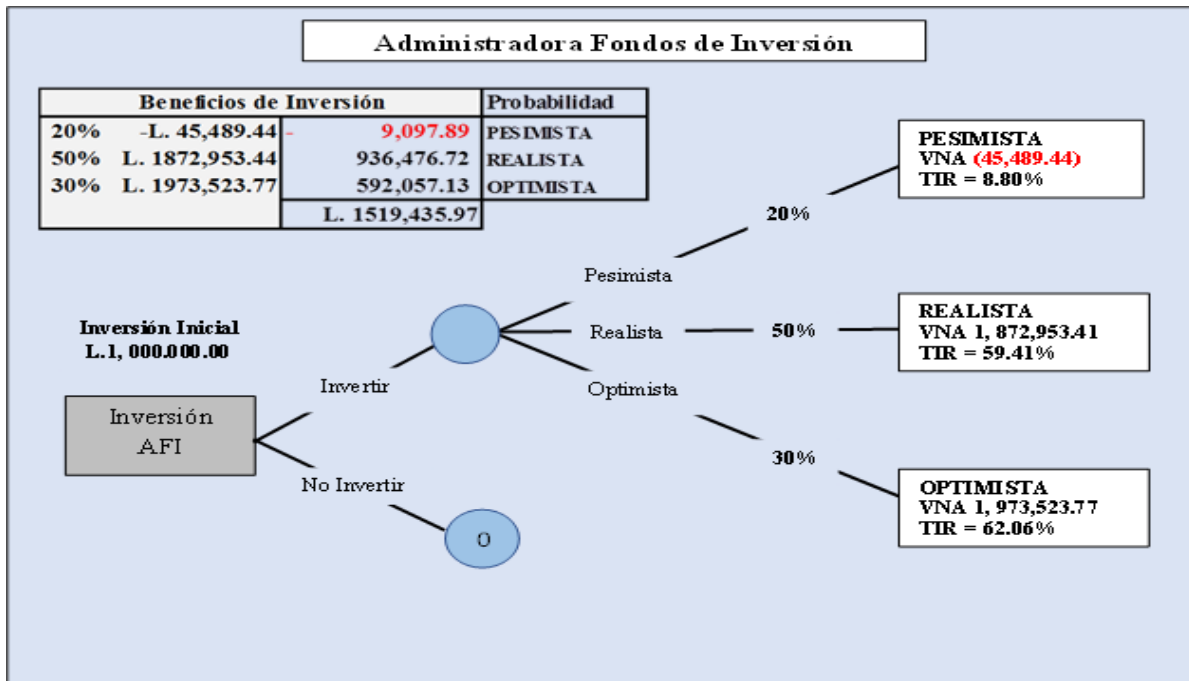 Administradora Fondos de Inversión
Beneficios de Inversión Probabilidad
20% -L. 45,489.44 - 9,097.89 PESIMISTA
50% L. 1872,953.44 936,476.72 REALISTA
30% L. 1973,523.77 592,057.13 OPTIMISTA
L. 1519,435.97
PESIMISTA
VNA (45,489.44)
TIR = 8.80%
20%
Pesimista
Inversión Inicial
L.1, 000.000.00
Realista
50%
REALISTA
VNA 1, 872,953.41
TIR = 59.41%
Invertir
Optimista
Inversión
AFI
30%
No Invertir
OPTIMISTA
VNA 1, 973,523.77
TIR = 62.06%
0